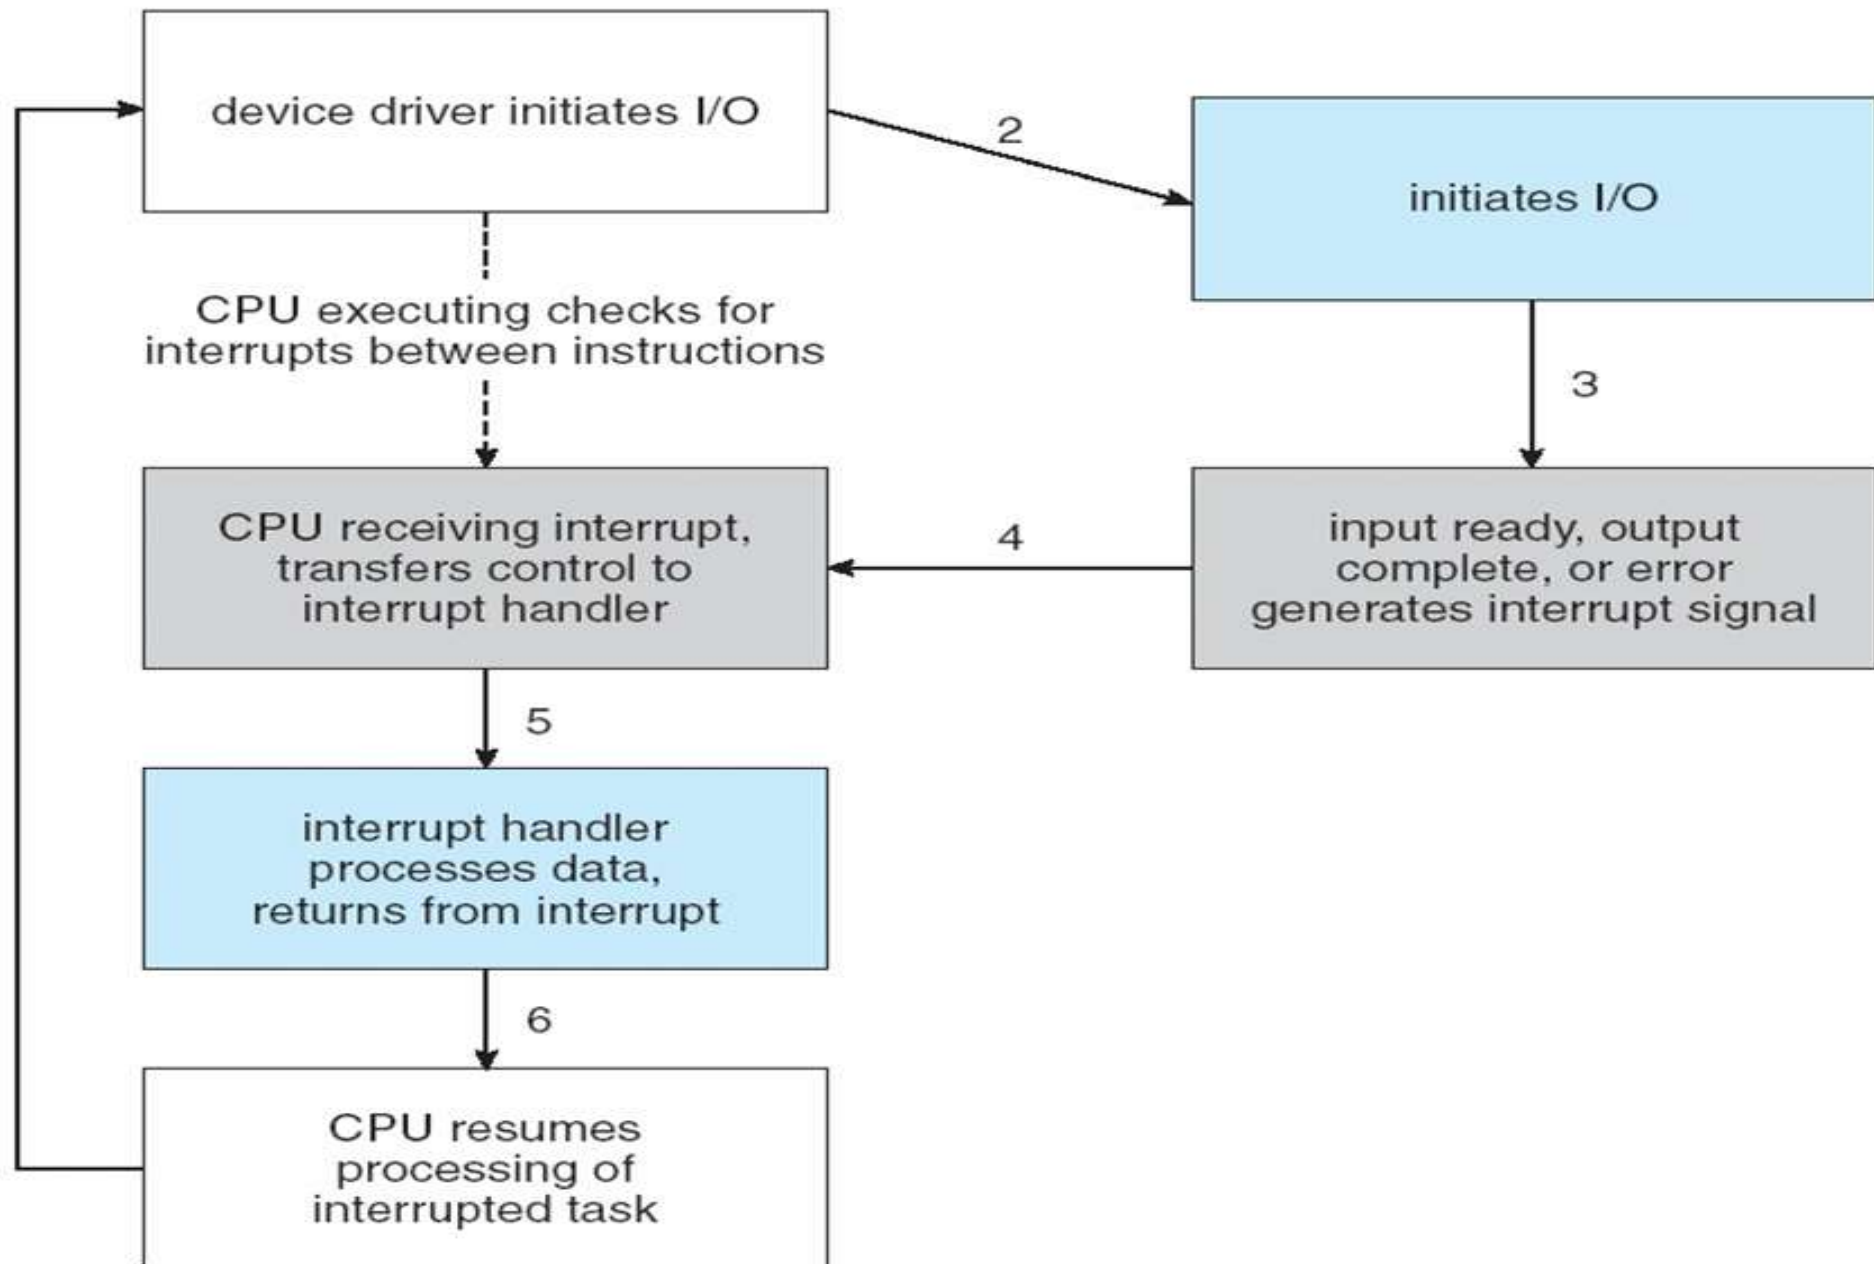 device driver initiates I/O
2
initiates I/O
CPU executing checks for
interrupts between instructions
3
CPU receiving interrupt,
transfers control to
interrupt handler
4
input ready, output
complete, or error
generates interrupt signal
5
interrupt handler
processes data,
returns from interrupt
6
CPU resumes
processing of
interrupted task